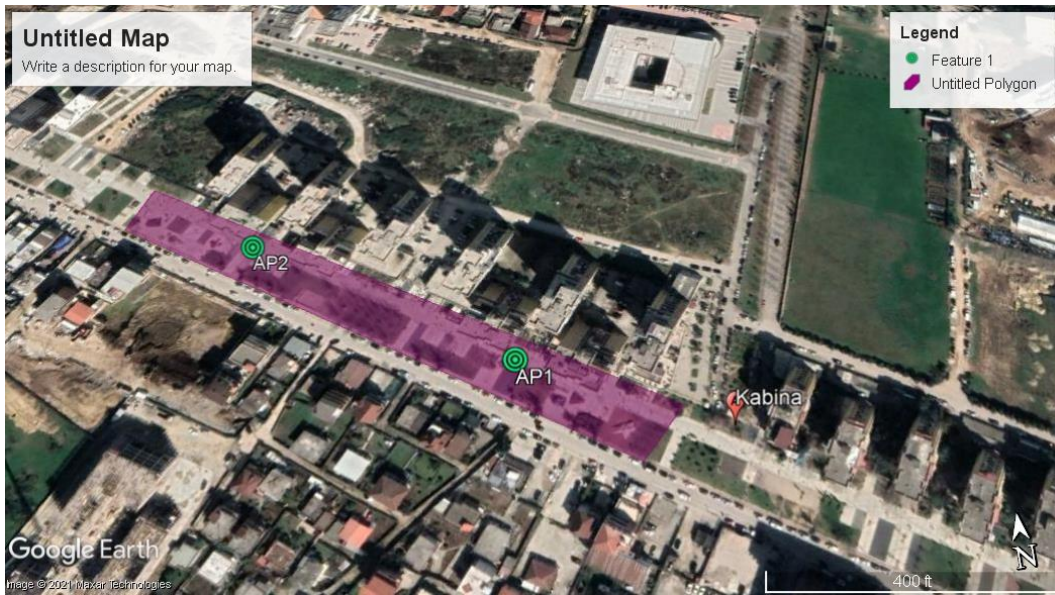 Untitled Map
Write a description for your map.
Legend
Feature 1
Untitled Polygon
AP2
AP1
Kabina
Google Earth
Image © 2021 Maxar Technologies
400 ft
N